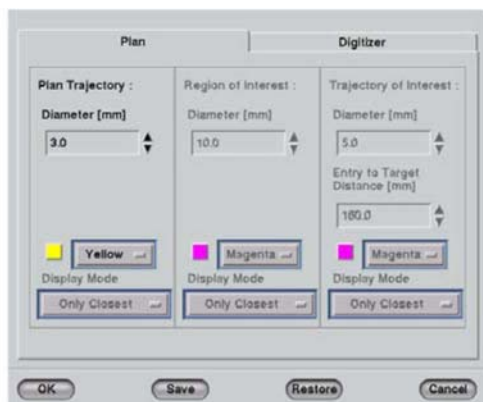 Plan
Digitizer
Plan Trajectory :
Diameter [mm]
3.0
Yellow
Display Mode
Only Closest
Region of Interest :
Diameter [mm]
10.0
Magenta
Display Mode
Only Closest
Trajectory of Interest :
Diameter [mm]
5.0
Entry to Target
Distance [mm]
160.0
Magenta
Display Mode
Only Closest
OK
Save
Restore
Cancel